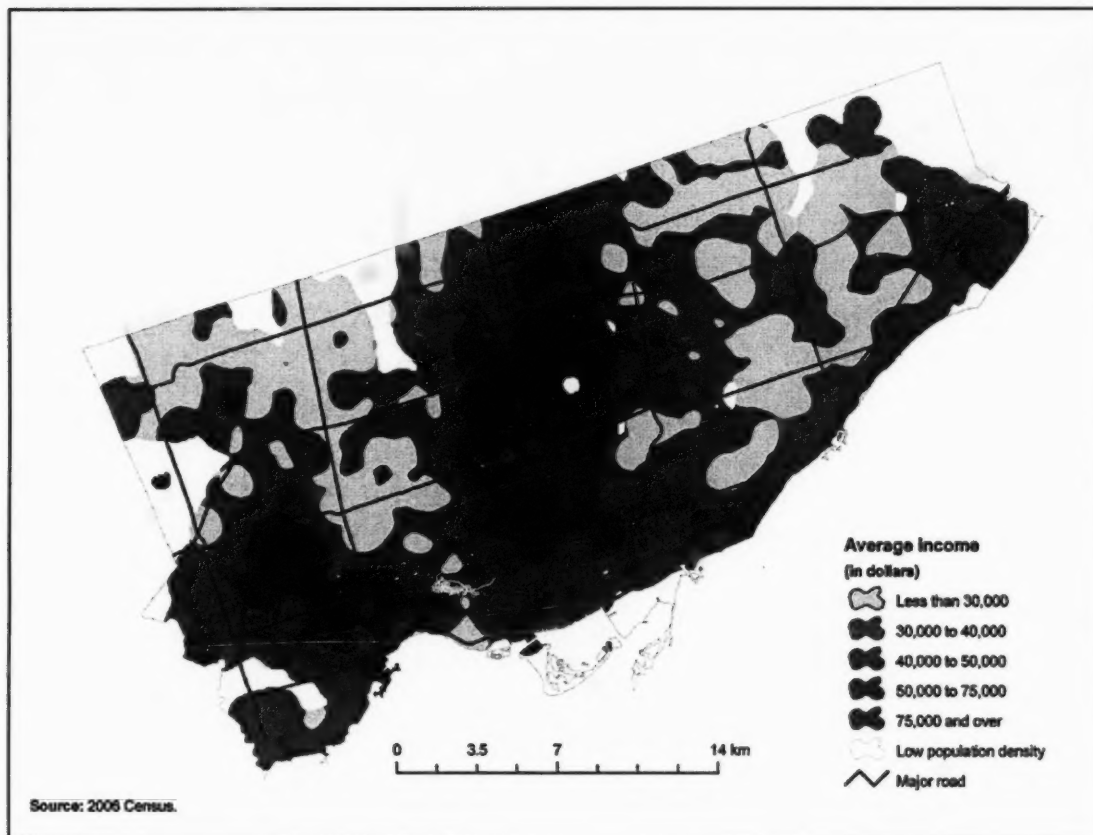 Average income
(in dollars)
Less than 30,000
30,000 to 40,000
40,000 to 50,000
50,000 to 75,000
75,000 and over
Low population density
Major road
0 3.5 7 14 km
Source: 2006 Census.